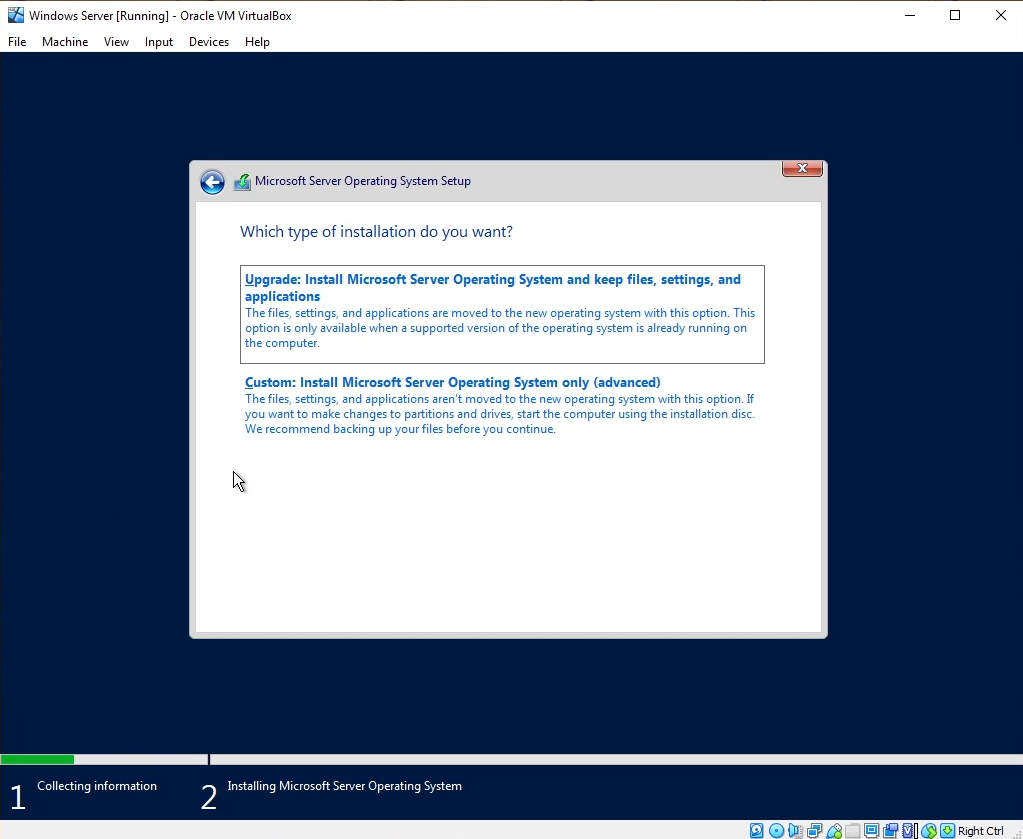 Windows Server [Running] - Oracle VM VirtualBox
File Machine View Input Devices Help
Microsoft Server Operating System Setup
Which type of installation do you want?
Upgrade: Install Microsoft Server Operating System and keep files, settings, and
applications
The files, settings, and applications are moved to the new operating system with this option. This
option is only available when a supported version of the operating system is already running on
the computer.
Custom: Install Microsoft Server Operating System only (advanced)
The files, settings, and applications aren't moved to the new operating system with this option. If
you want to make changes to partitions and drives, start the computer using the installation disc.
We recommend backing up your files before you continue.
1 Collecting information 2 Installing Microsoft Server Operating System
Right Ctrl